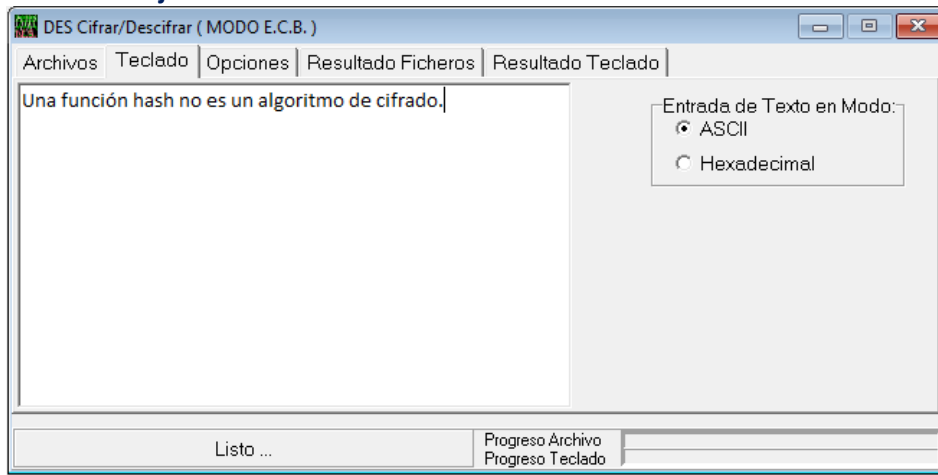 DES Cifrar/Descifrar ( MODO E.C.B. )
Archivos Teclado Opciones Resultado Ficheros Resultado Teclado
Una función hash no es un algoritmo de cifrado.
Entrada de Texto en Modo:
ASCII
Hexadecimal
Listo ...
Progreso Archivo
Progreso Teclado